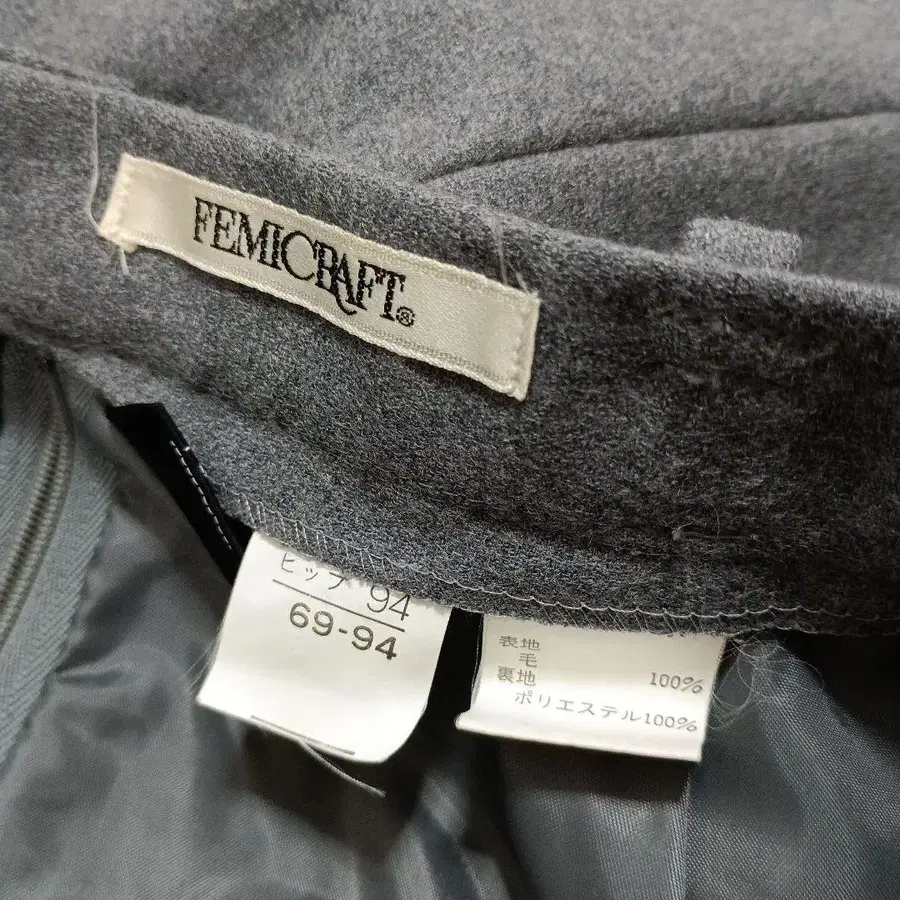 FEMICRAFT®
ヒップ 94
69-94
表地
毛 100%
裏地
ポリエステル100%